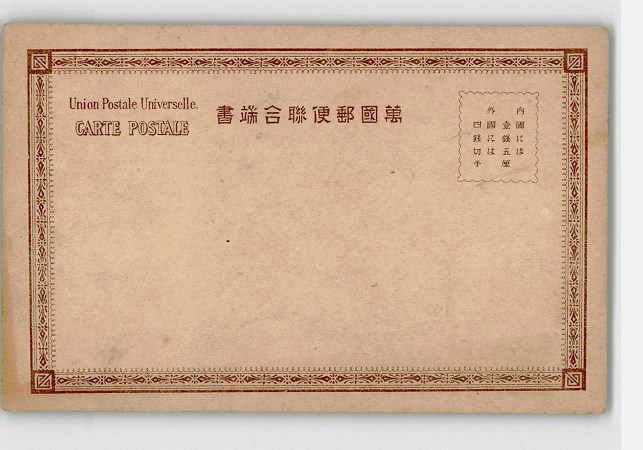 Union Postale Universelle.
CARTE POSTALE
書端合聯便郵國萬
内國には
壹錢五厘
外國には
四錢切手